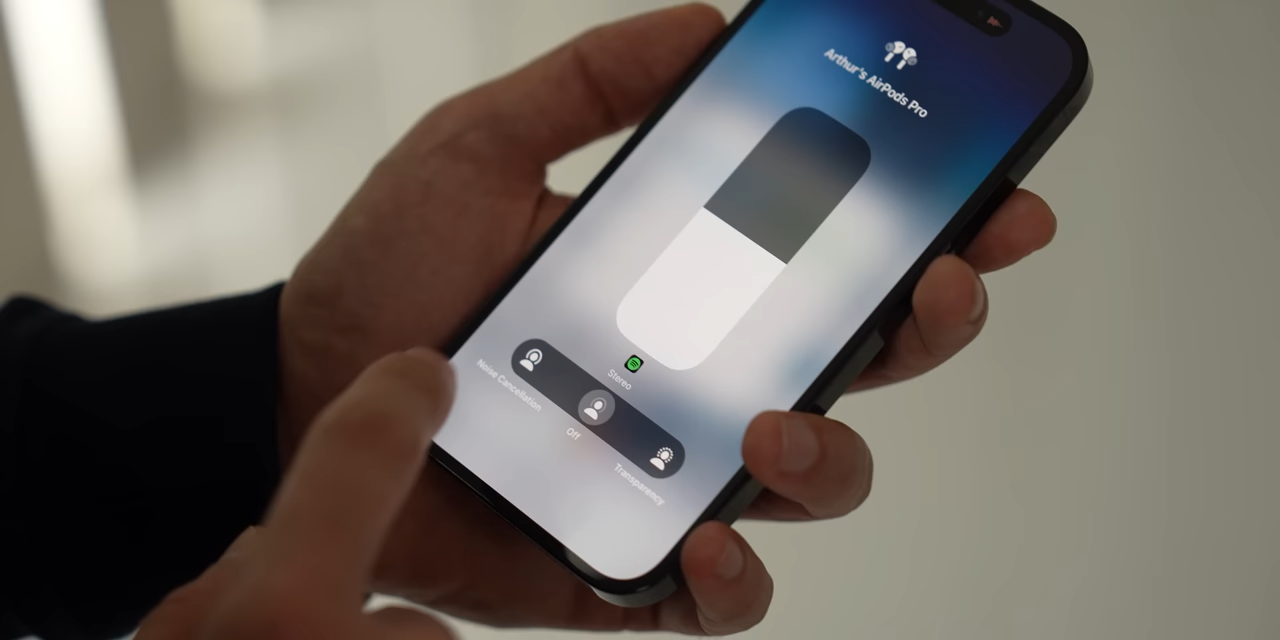 Arthur's AirPods Pro
Stereo
Noise Cancellation
Off
Transparency